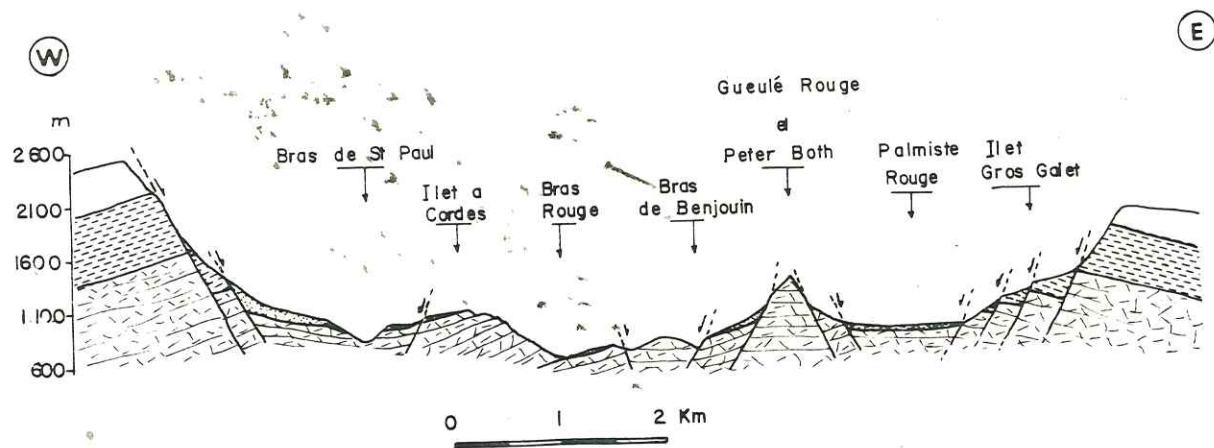 W
E
m
Gueulé Rouge
et
Peter Both
Bras de St Paul
Ilet a
Cordes
Bras
Rouge
Bras
de Benjouin
Palmiste
Rouge
Ilet
Gros Galet
2600
2100
1600
1.100
600
0 1 2 Km